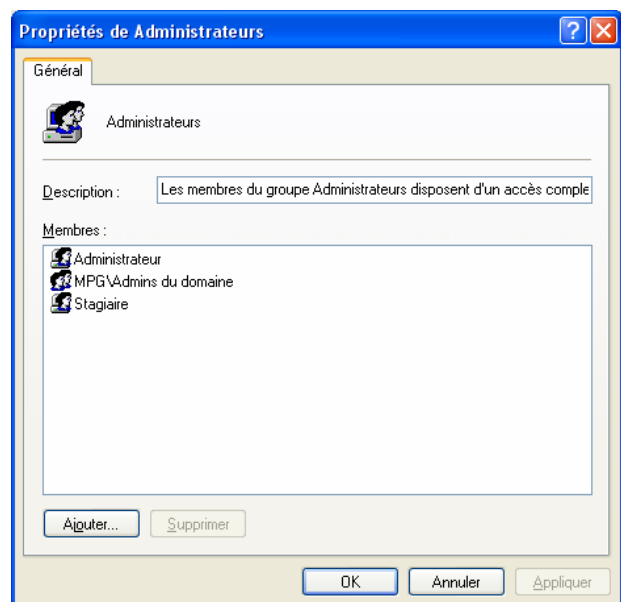 Propriétés de Administrateurs
Général
Administrateurs
Description : Les membres du groupe Administrateurs disposent d'un accès comple
Membres :
Administrateur
MPG\Admins du domaine
Stagiaire
Ajouter... Supprimer
OK Annuler Appliquer